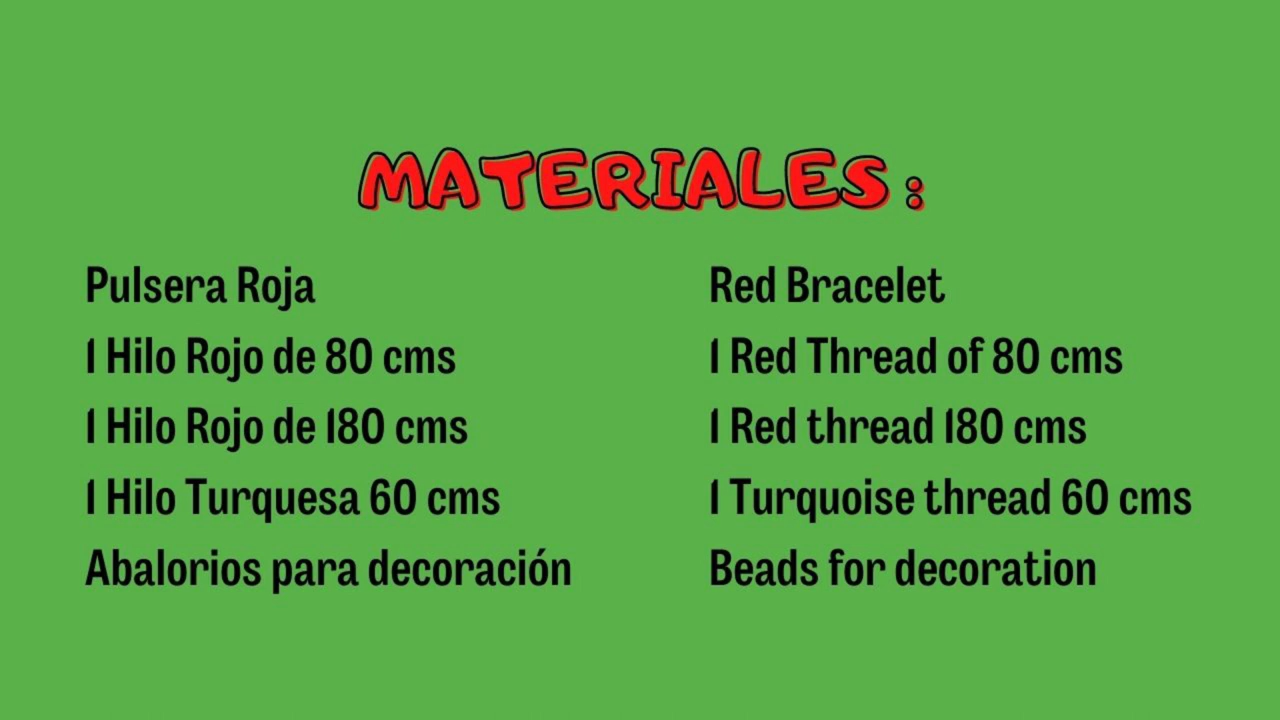 MATERIALES:
Pulsera Roja
1 Hilo Rojo de 80 cms
1 Hilo Rojo de 180 cms
1 Hilo Turquesa 60 cms
Abalorios para decoración
Red Bracelet
1 Red Thread of 80 cms
1 Red thread 180 cms
1 Turquoise thread 60 cms
Beads for decoration